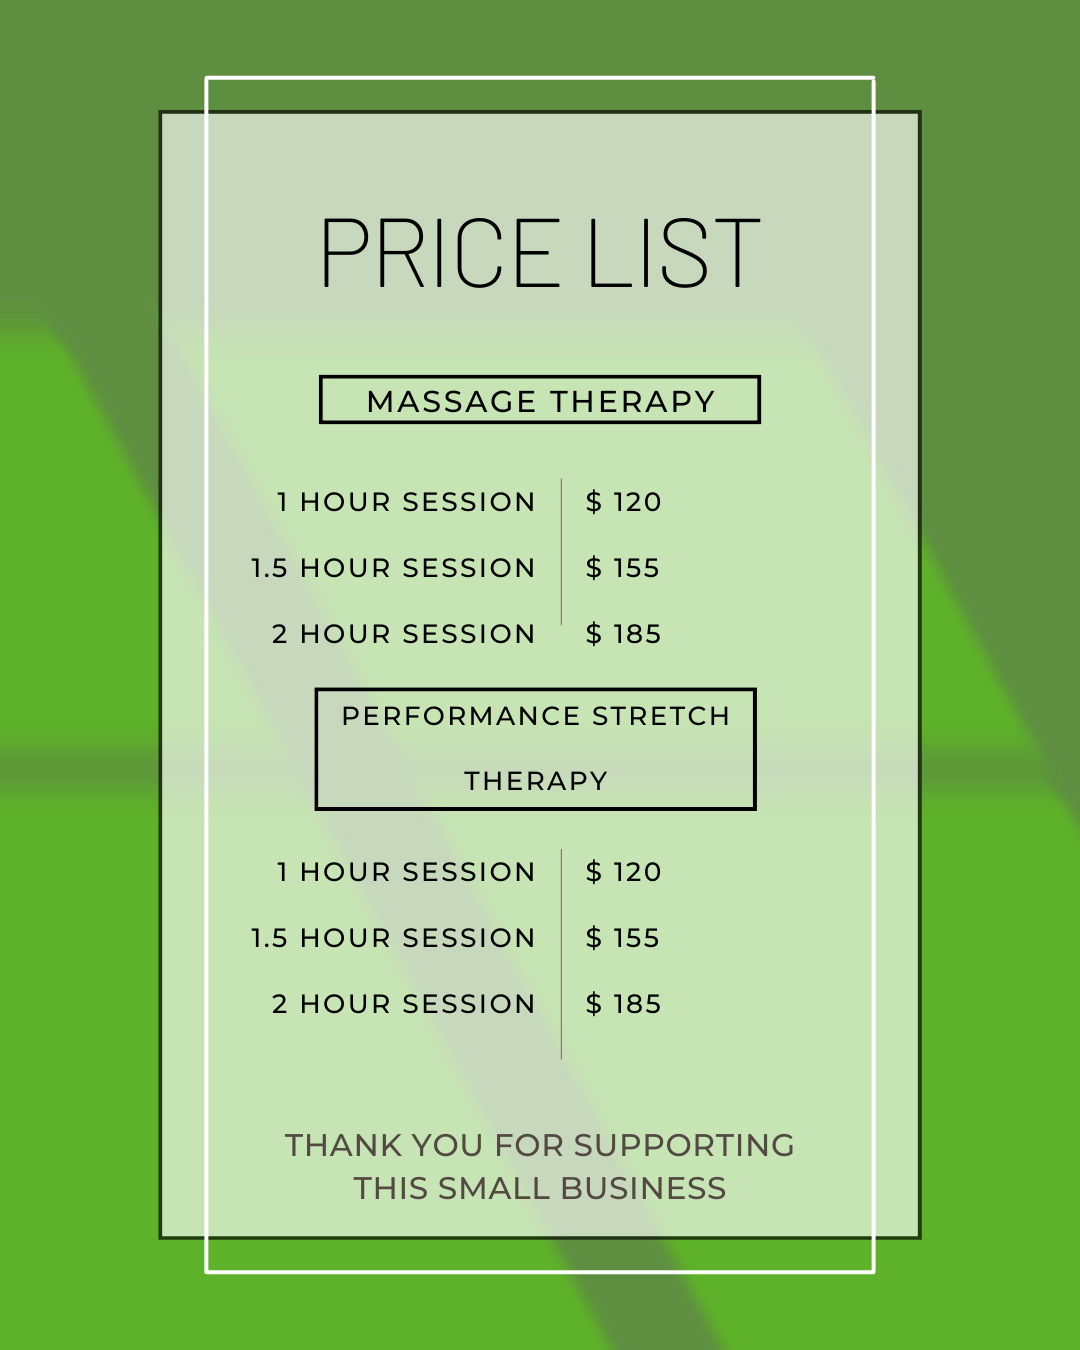 PRICE LIST
MASSAGE THERAPY
1 HOUR SESSION $ 120
1.5 HOUR SESSION $ 155
2 HOUR SESSION $ 185
PERFORMANCE STRETCH
THERAPY
1 HOUR SESSION $ 120
1.5 HOUR SESSION $ 155
2 HOUR SESSION $ 185
THANK YOU FOR SUPPORTING
THIS SMALL BUSINESS